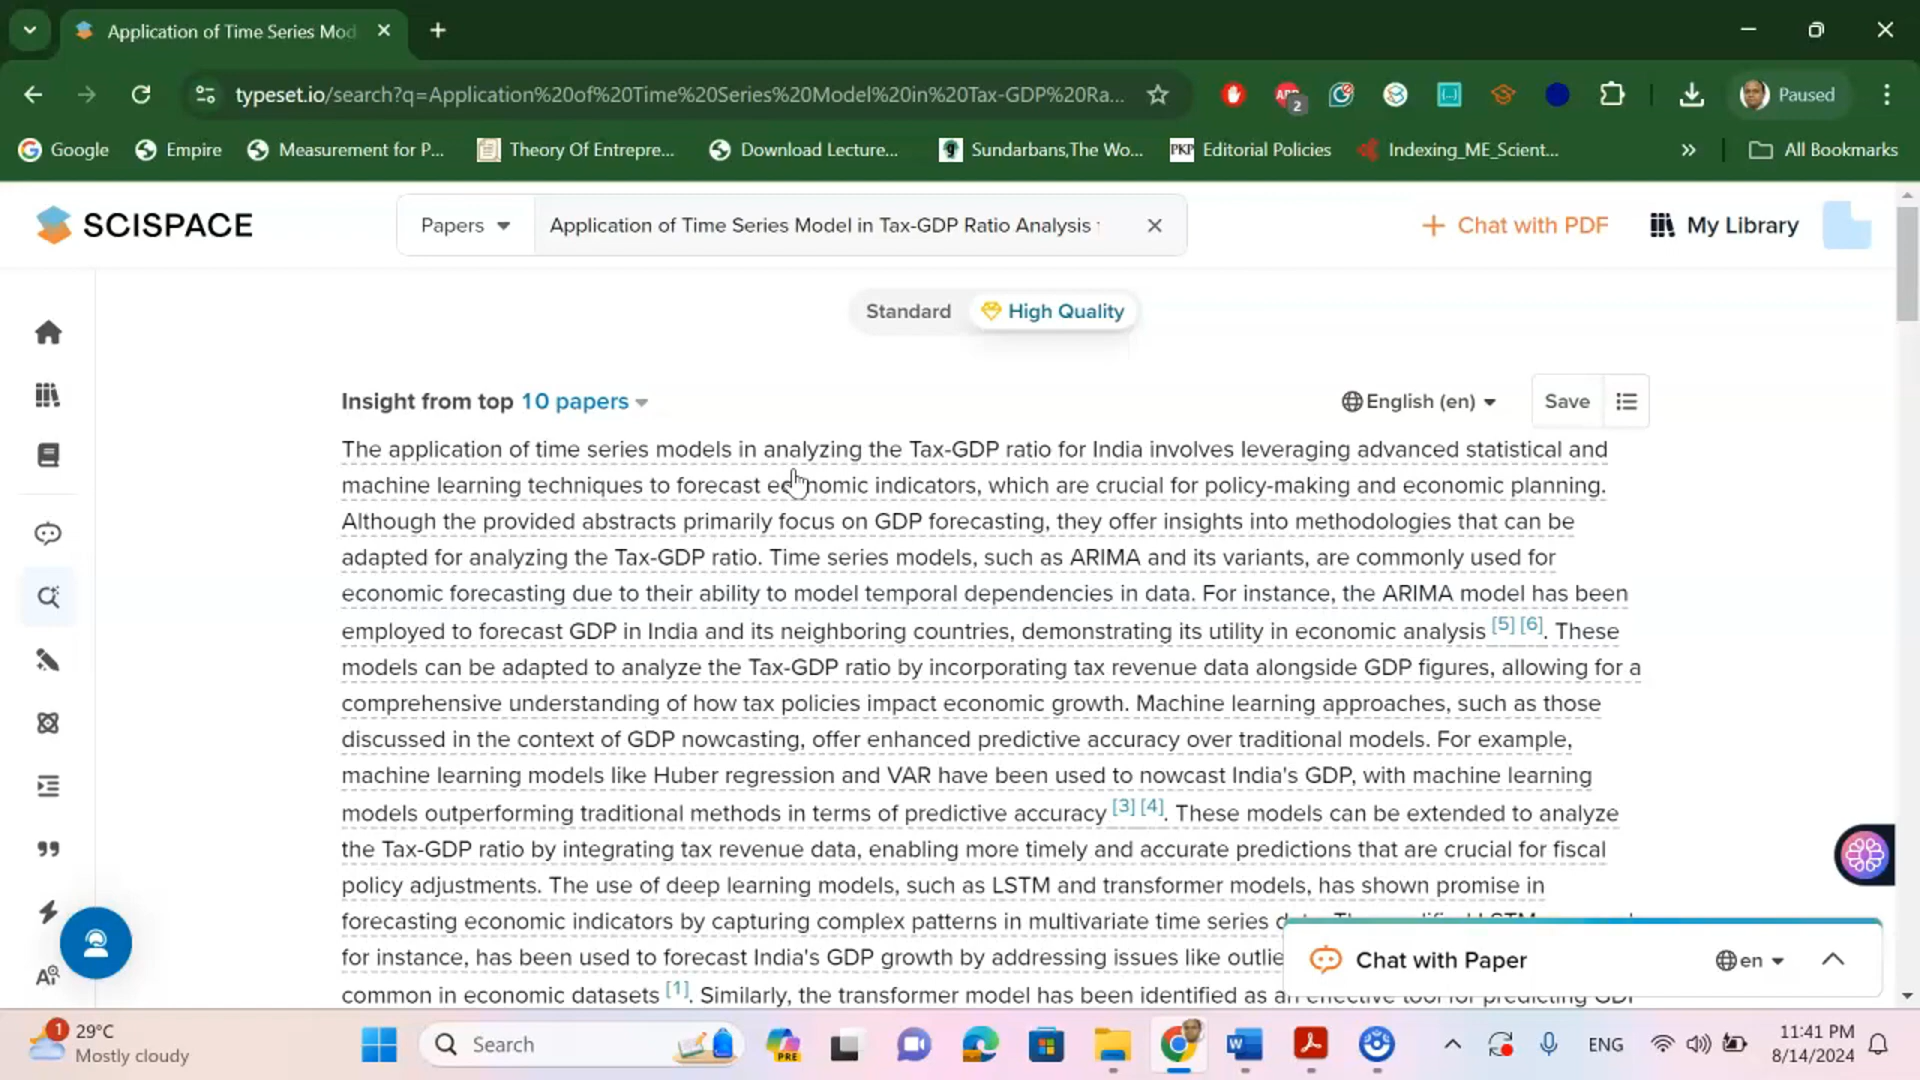 Application of Time Series Mod
typeset.io/search?q=Application%20of%20Time%20Series%20Model%20in%20Tax-GDP%20Ra...
ABP
2
Paused
Google
Empire
Measurement for P...
Theory Of Entrepre...
Download Lecture...
Sundarbans,The Wo...
PKP Editorial Policies
Indexing_ME_Scient...
All Bookmarks
SCISPACE
Papers
Application of Time Series Model in Tax-GDP Ratio Analysis
Chat with PDF
My Library
Standard
High Quality
Insight from top 10 papers
English (en)
Save
The application of time series models in analyzing the Tax-GDP ratio for India involves leveraging advanced statistical and
machine learning techniques to forecast economic indicators, which are crucial for policy-making and economic planning.
Although the provided abstracts primarily focus on GDP forecasting, they offer insights into methodologies that can be
adapted for analyzing the Tax-GDP ratio. Time series models, such as ARIMA and its variants, are commonly used for
economic forecasting due to their ability to model temporal dependencies in data. For instance, the ARIMA model has been
employed to forecast GDP in India and its neighboring countries, demonstrating its utility in economic analysis [5] [6]. These
models can be adapted to analyze the Tax-GDP ratio by incorporating tax revenue data alongside GDP figures, allowing for a
comprehensive understanding of how tax policies impact economic growth. Machine learning approaches, such as those
discussed in the context of GDP nowcasting, offer enhanced predictive accuracy over traditional models. For example,
machine learning models like Huber regression and VAR have been used to nowcast India's GDP, with machine learning
models outperforming traditional methods in terms of predictive accuracy [3] [4]. These models can be extended to analyze
the Tax-GDP ratio by integrating tax revenue data, enabling more timely and accurate predictions that are crucial for fiscal
policy adjustments. The use of deep learning models, such as LSTM and transformer models, has shown promise in
forecasting economic indicators by capturing complex patterns in multivariate time series
for instance, has been used to forecast India's GDP growth by addressing issues like
common in economic datasets [1]. Similarly, the transformer model has been identified as
Chat with Paper
en
1
29°C
Mostly cloudy
Search
PRE
ENG
11:41 PM
8/14/2024